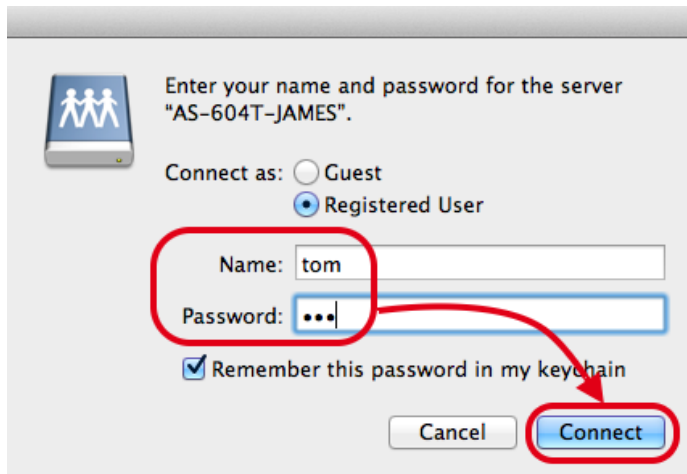 Enter your name and password for the server
“AS-604T-JAMES”.
Connect as: Guest
Registered User
Name: tom
Password: •••
Remember this password in my keychain
Cancel Connect